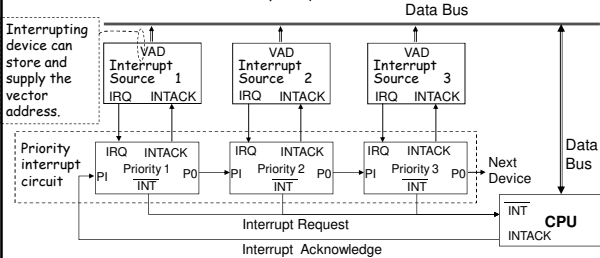 Data Bus
Interrupting
device can
store and
supply the
vector
address.
VAD
Interrupt
Source 1
IRQ INTACK
VAD
Interrupt
Source 2
IRQ INTACK
VAD
Interrupt
Source 3
IRQ INTACK
Priority
interrupt
circuit
IRQ INTACK
PI Priority 1 P0
INT
IRQ INTACK
PI Priority 2 P0
INT
IRQ INTACK
PI Priority 3 P0
INT
Next
Device
Data
Bus
INT
CPU
INTACK
Interrupt Request
Interrupt Acknowledge